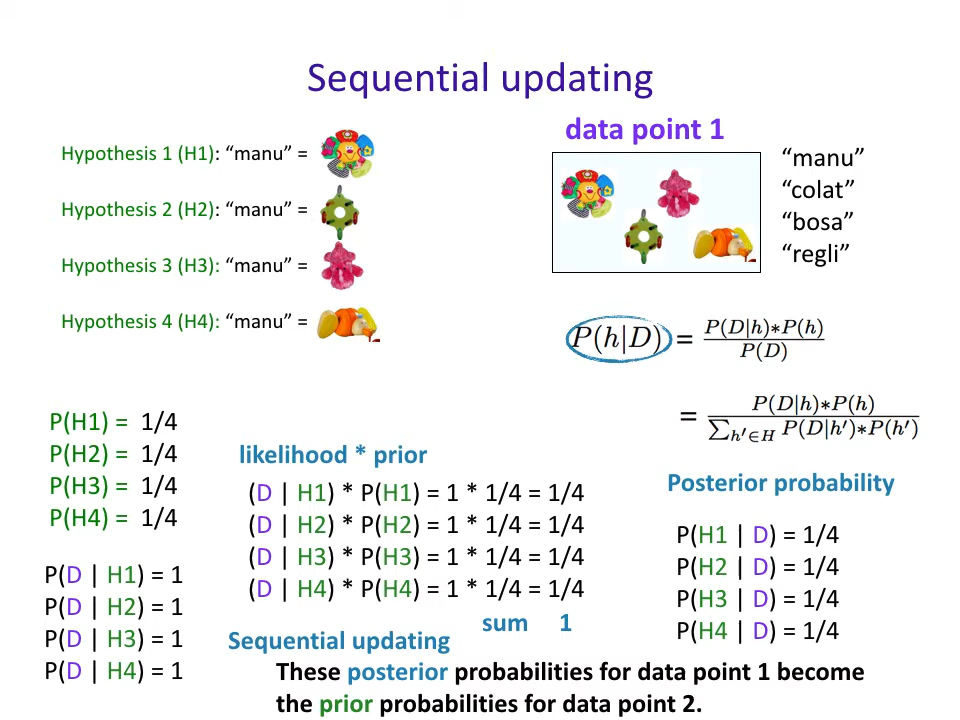 Sequential updating
data point 1
Hypothesis 1 (H1): “manu” =
Hypothesis 2 (H2): “manu” =
Hypothesis 3 (H3): “manu” =
Hypothesis 4 (H4): “manu” =
“manu”
“colat”
“bosa”
“regli”
P(h|D) = P(D|h)*P(h) / P(D)
= P(D|h)*P(h) / ∑h'∈H P(D|h')*P(h')
P(H1) = 1/4
P(H2) = 1/4
P(H3) = 1/4
P(H4) = 1/4
P(D | H1) = 1
P(D | H2) = 1
P(D | H3) = 1
P(D | H4) = 1
likelihood * prior
(D | H1) * P(H1) = 1 * 1/4 = 1/4
(D | H2) * P(H2) = 1 * 1/4 = 1/4
(D | H3) * P(H3) = 1 * 1/4 = 1/4
(D | H4) * P(H4) = 1 * 1/4 = 1/4
sum 1
Posterior probability
P(H1 | D) = 1/4
P(H2 | D) = 1/4
P(H3 | D) = 1/4
P(H4 | D) = 1/4
Sequential updating
These posterior probabilities for data point 1 become
the prior probabilities for data point 2.